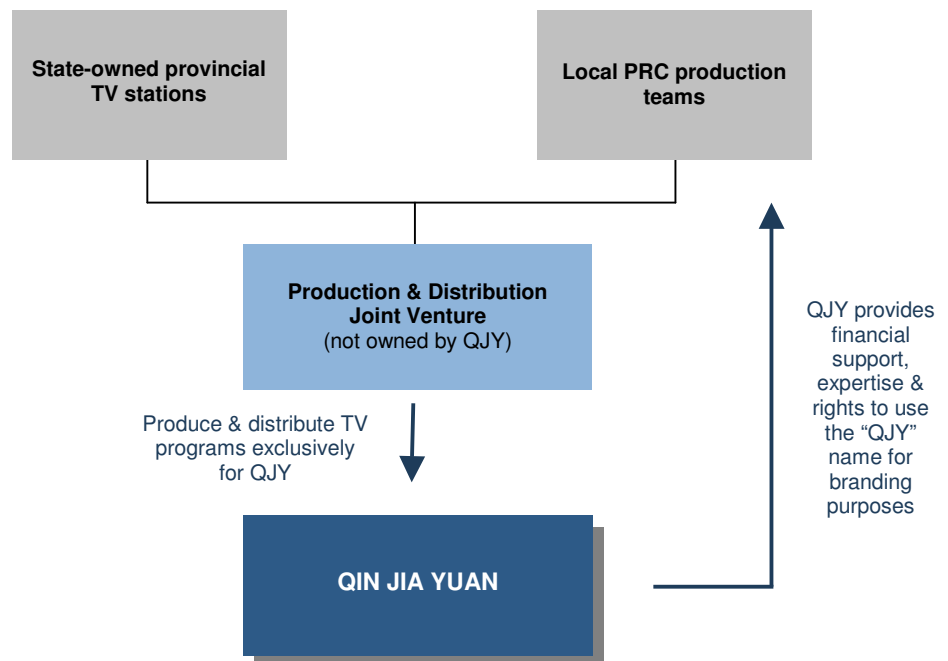 State-owned provincial
TV stations
Local PRC production
teams
Production & Distribution
Joint Venture
(not owned by QJY)
QJY provides
financial
support,
expertise &
rights to use
the “QJY”
name for
branding
purposes
Produce & distribute TV
programs exclusively
for QJY
QIN JIA YUAN